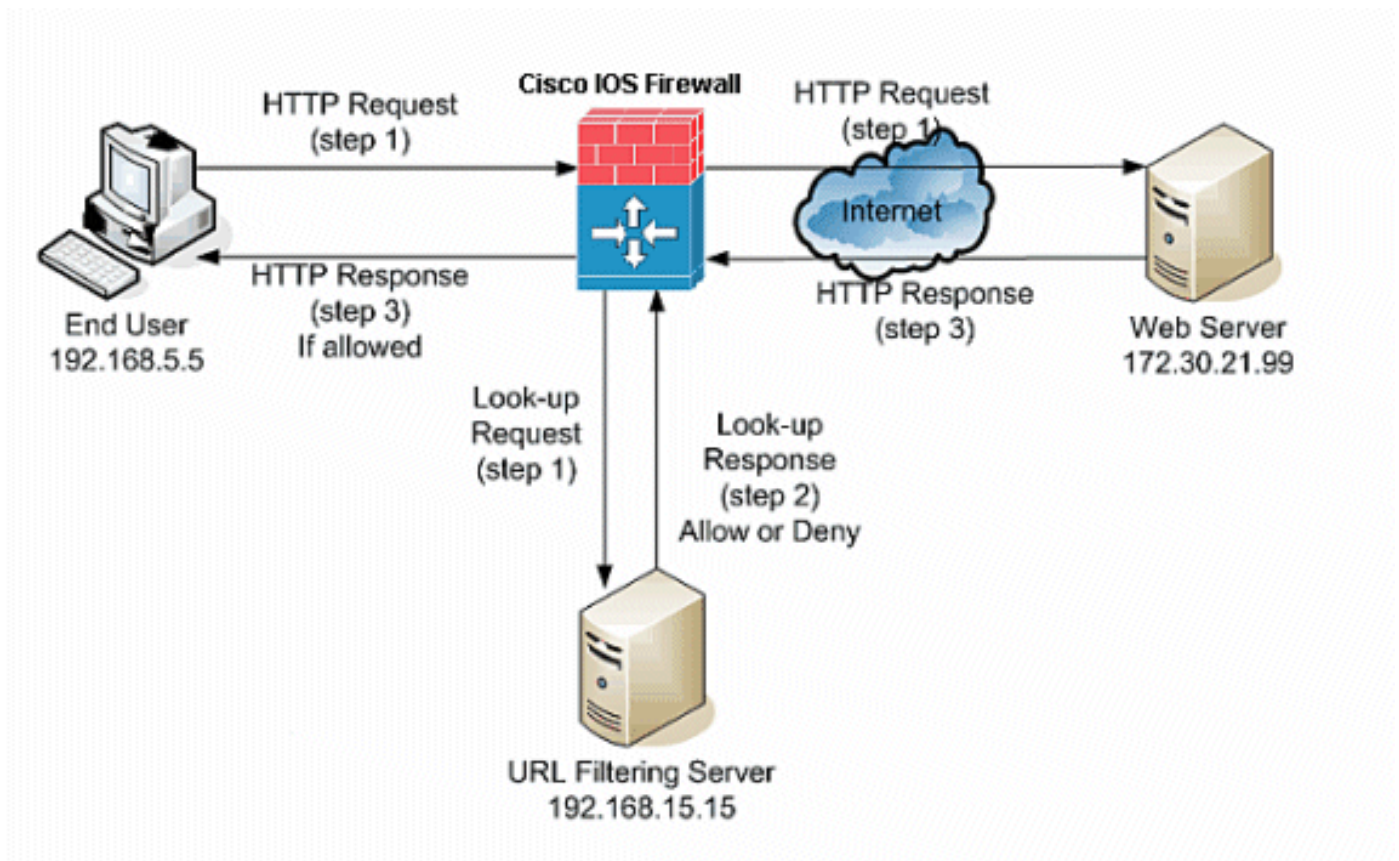 Cisco IOS Firewall
HTTP Request
(step 1)
HTTP Request
(step 1)
Internet
HTTP Response
(step 3)
If allowed
HTTP Response
(step 3)
End User
192.168.5.5
Web Server
172.30.21.99
Look-up
Request
(step 1)
Look-up
Response
(step 2)
Allow or Deny
URL Filtering Server
192.168.15.15